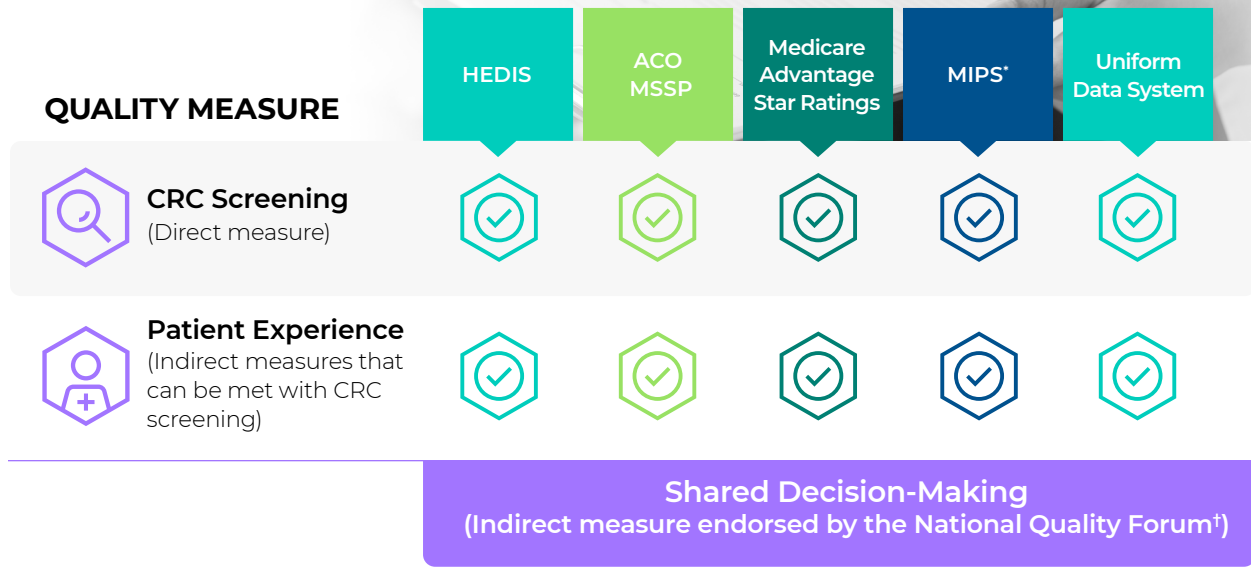 HEDIS
ACO
MSSP
Medicare
Advantage
Star Ratings
MIPS*
Uniform
Data System
QUALITY MEASURE
CRC Screening
(Direct measure)
Patient Experience
(Indirect measures that
can be met with CRC
screening)
Shared Decision-Making
(Indirect measure endorsed by the National Quality Forum†)